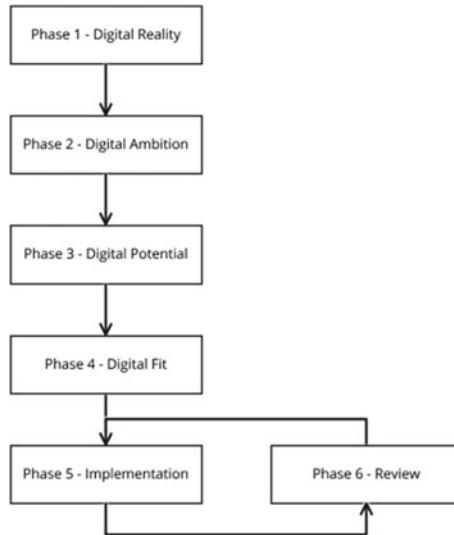 Phase 1 - Digital Reality
Phase 2 - Digital Ambition
Phase 3 - Digital Potential
Phase 4 - Digital Fit
Phase 5 - Implementation
Phase 6 - Review